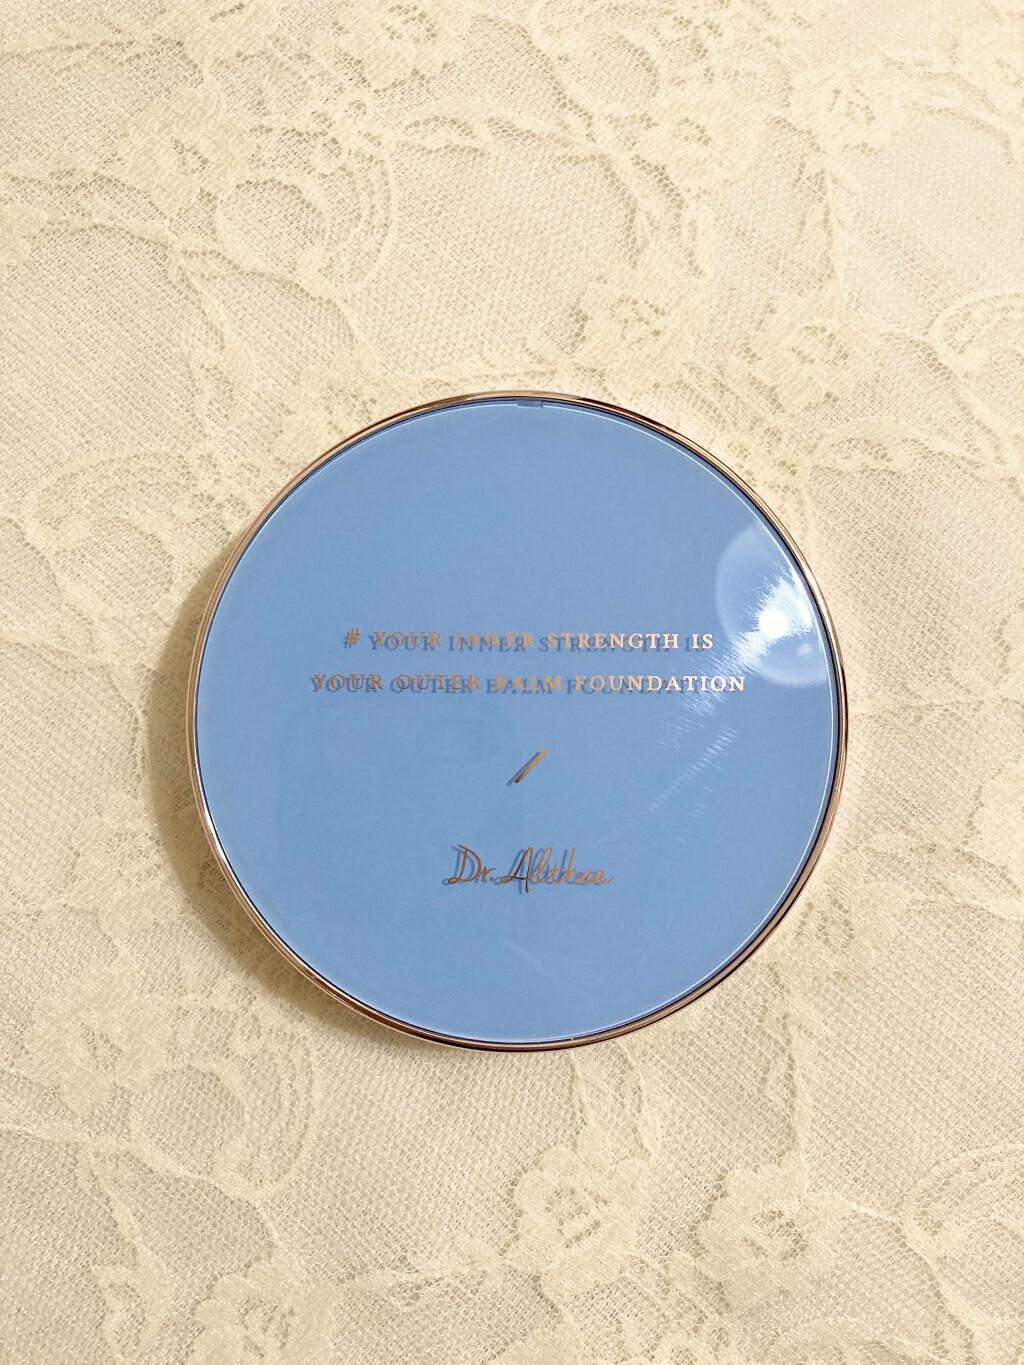 # YOUR INNER STRENGTH IS
YOUR OUTER BALM FOUNDATION
/
Dr. Althea